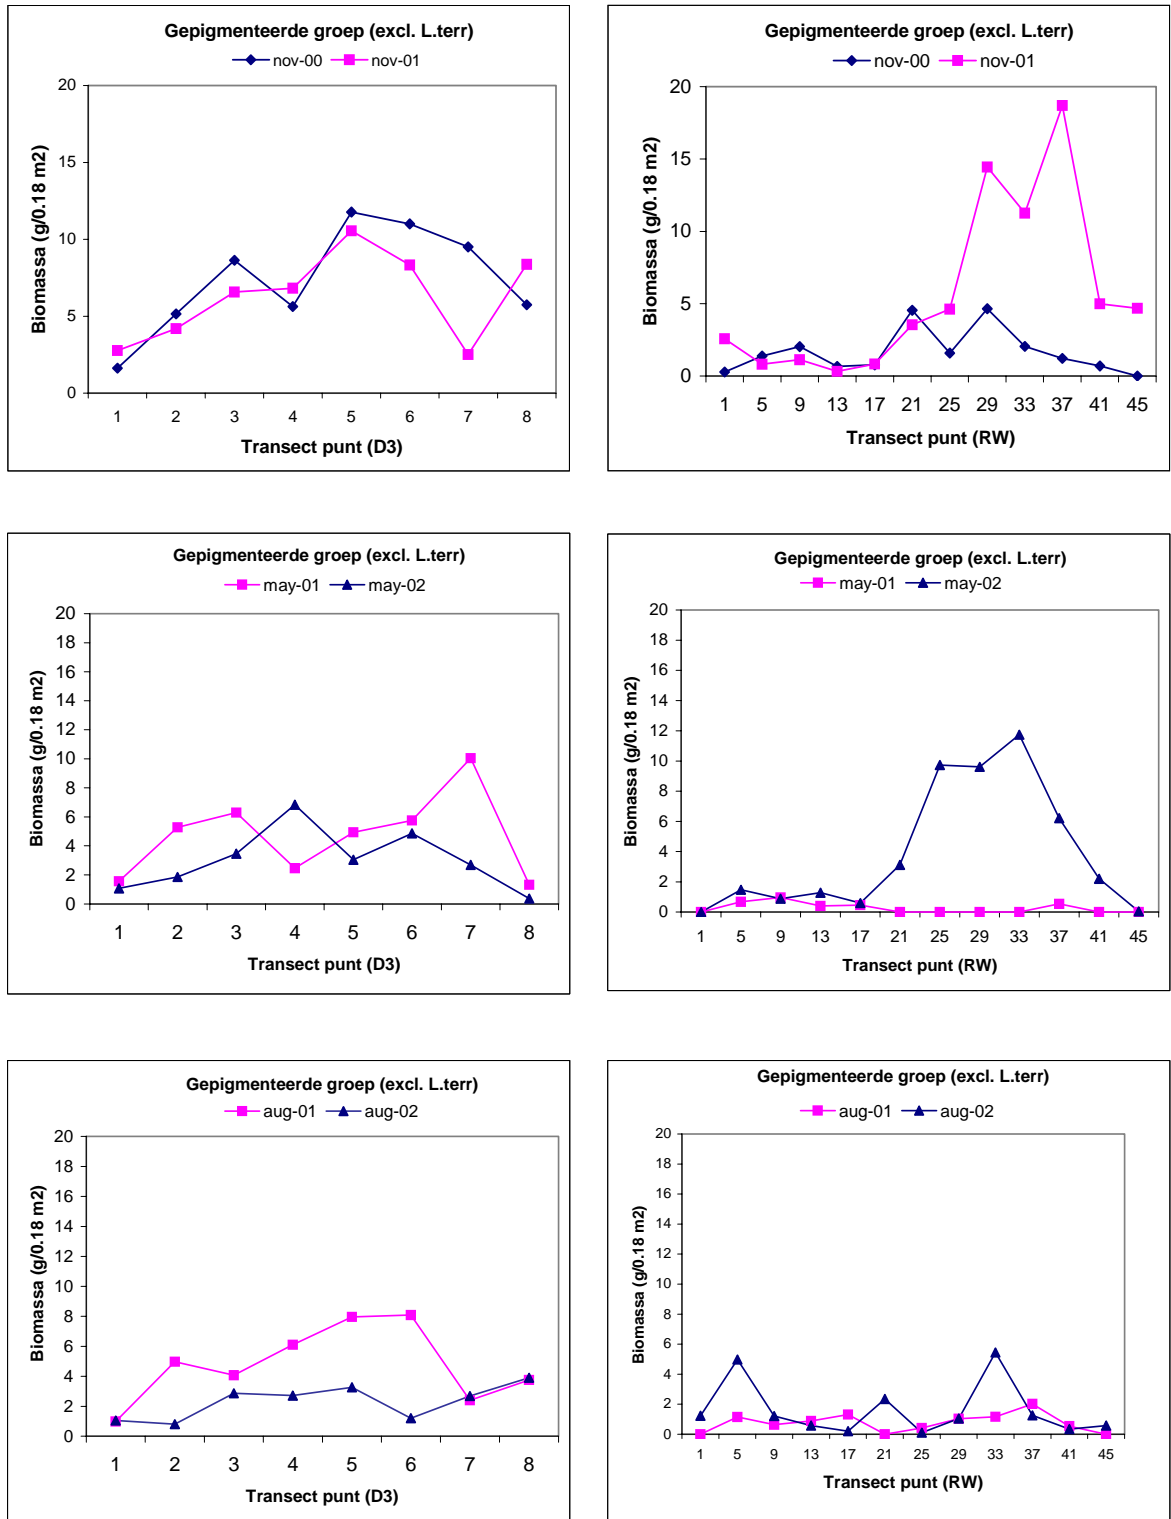 Gepigmenteerde groep (excl. L.terr)
nov-00 nov-01
20
15
10
5
0
Biomassa (g/0.18 m2)
1 2 3 4 5 6 7 8
Transect punt (D3)
Gepigmenteerde groep (excl. L.terr)
nov-00 nov-01
20
15
10
5
0
Biomassa (g/0.18 m2)
1 5 9 13 17 21 25 29 33 37 41 45
Transect punt (RW)
Gepigmenteerde groep (excl. L.terr)
may-01 may-02
20
18
16
14
12
10
8
6
4
2
0
Biomassa (g/0.18 m2)
1 2 3 4 5 6 7 8
Transect punt (D3)
Gepigmenteerde groep (excl. L.terr)
may-01 may-02
20
18
16
14
12
10
8
6
4
2
0
Biomassa (g/0.18 m2)
1 5 9 13 17 21 25 29 33 37 41 45
Transect punt (RW)
Gepigmenteerde groep (excl. L.terr)
aug-01 aug-02
20
18
16
14
12
10
8
6
4
2
0
Biomassa (g/0.18 m2)
1 2 3 4 5 6 7 8
Transect punt (D3)
Gepigmenteerde groep (excl. L.terr)
aug-01 aug-02
20
18
16
14
12
10
8
6
4
2
0
Biomassa (g/0.18 m2)
1 5 9 13 17 21 25 29 33 37 41 45
Transect punt (RW)